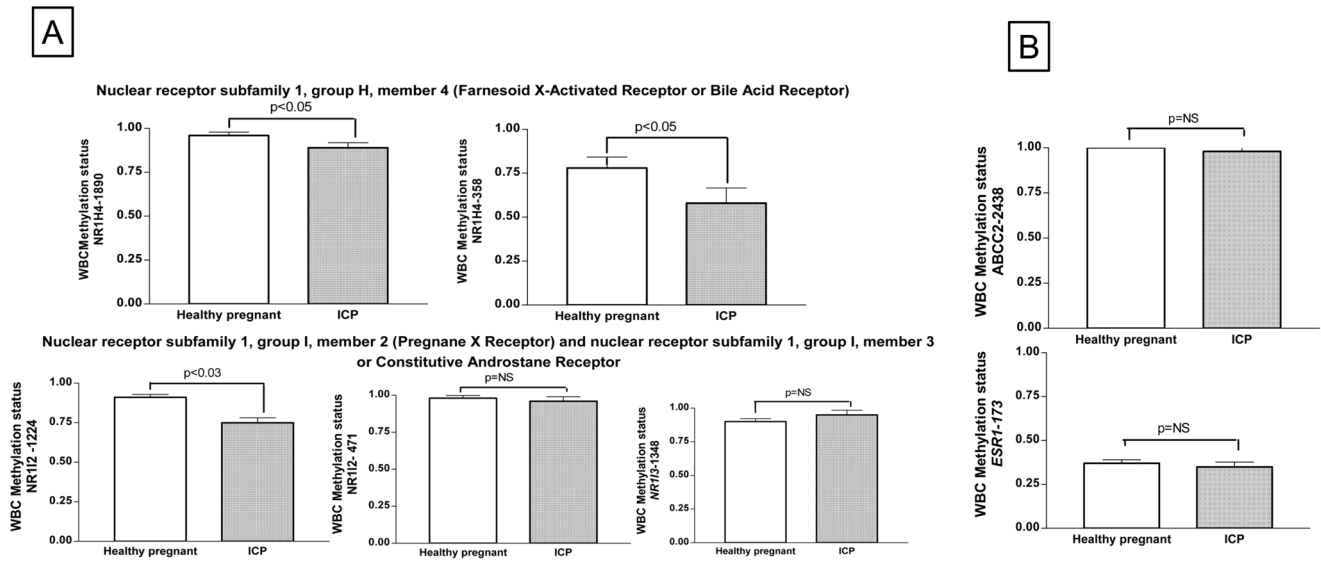 A
Nuclear receptor subfamily 1, group H, member 4 (Farnesoid X-Activated Receptor or Bile Acid Receptor)
p<0.05
1.00
0.75
0.50
0.25
0.00
WBCMethylation status
NR1H4-1890
Healthy pregnant
ICP
p<0.05
1.00
0.75
0.50
0.25
0.00
WBC Methylation status
NR1H4-358
Healthy pregnant
ICP
Nuclear receptor subfamily 1, group I, member 2 (Pregnane X Receptor) and nuclear receptor subfamily 1, group I, member 3
or Constitutive Androstane Receptor
p<0.03
1.00
0.75
0.50
0.25
0.00
WBC Methylation status
NR1I2 -1224
Healthy pregnant
ICP
p=NS
1.00
0.75
0.50
0.25
0.00
WBC Methylation status
NR1I2- 471
Healthy pregnant
ICP
p=NS
1.00
0.75
0.50
0.25
0.00
WBC Methylation status
NR1I3-1348
Healthy pregnant
ICP
B
p=NS
1.00
0.75
0.50
0.25
0.00
WBC Methylation status
ABCC2-2438
Healthy pregnant
ICP
p=NS
1.00
0.75
0.50
0.25
0.00
WBC Methylation status
ESR1-173
Healthy pregnant
ICP